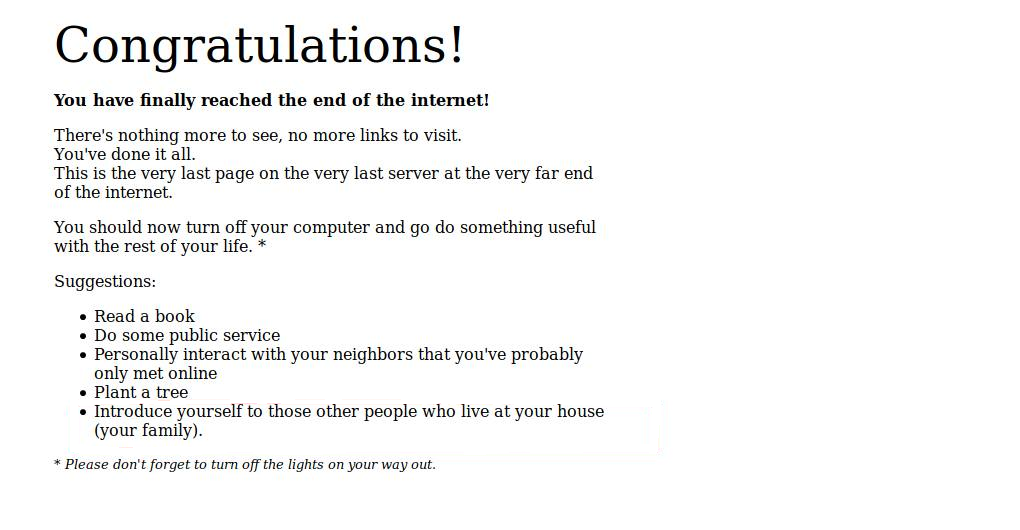 Congratulations!
You have finally reached the end of the internet!
There's nothing more to see, no more links to visit.
You've done it all.
This is the very last page on the very last server at the very far end
of the internet.
You should now turn off your computer and go do something useful
with the rest of your life. *
Suggestions:
• Read a book
• Do some public service
• Personally interact with your neighbors that you've probably
only met online
• Plant a tree
• Introduce yourself to those other people who live at your house
(your family).
* Please don't forget to turn off the lights on your way out.